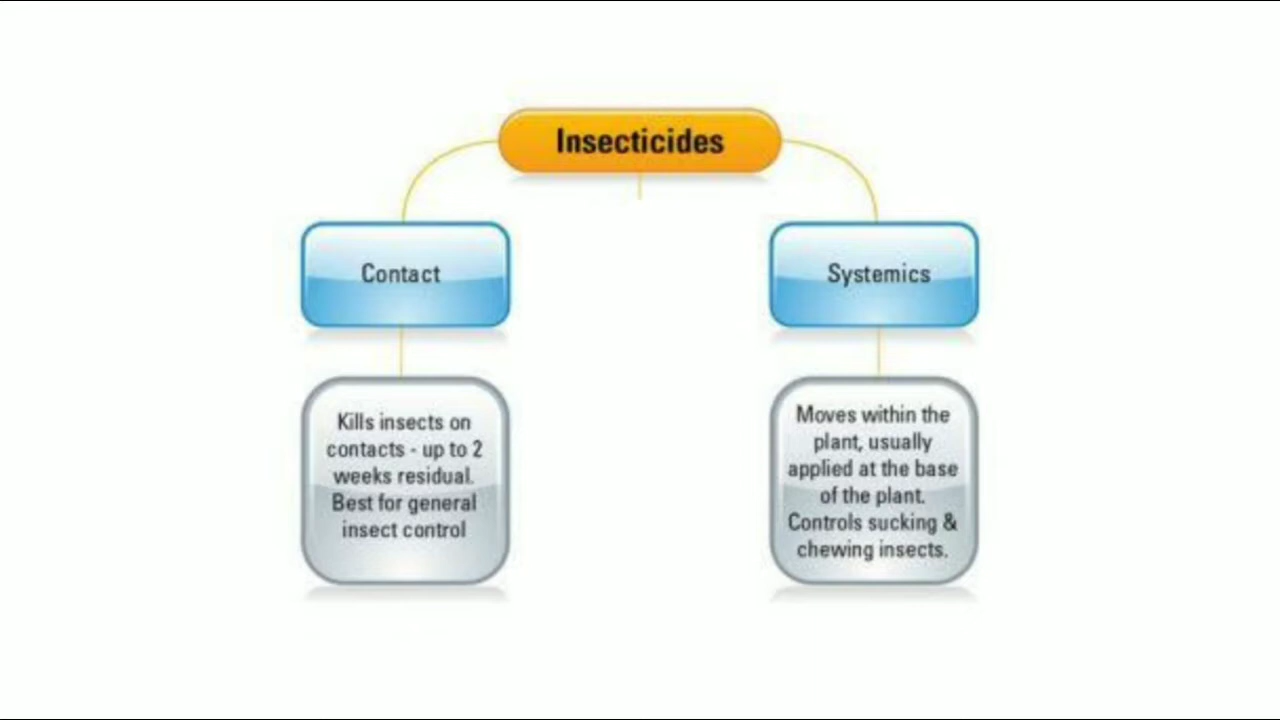 Insecticides
Contact
Systemics
Kills insects on
contacts - up to 2
weeks residual.
Best for general
insect control
Moves within the
plant, usually
applied at the base
of the plant.
Controls sucking &
chewing insects.